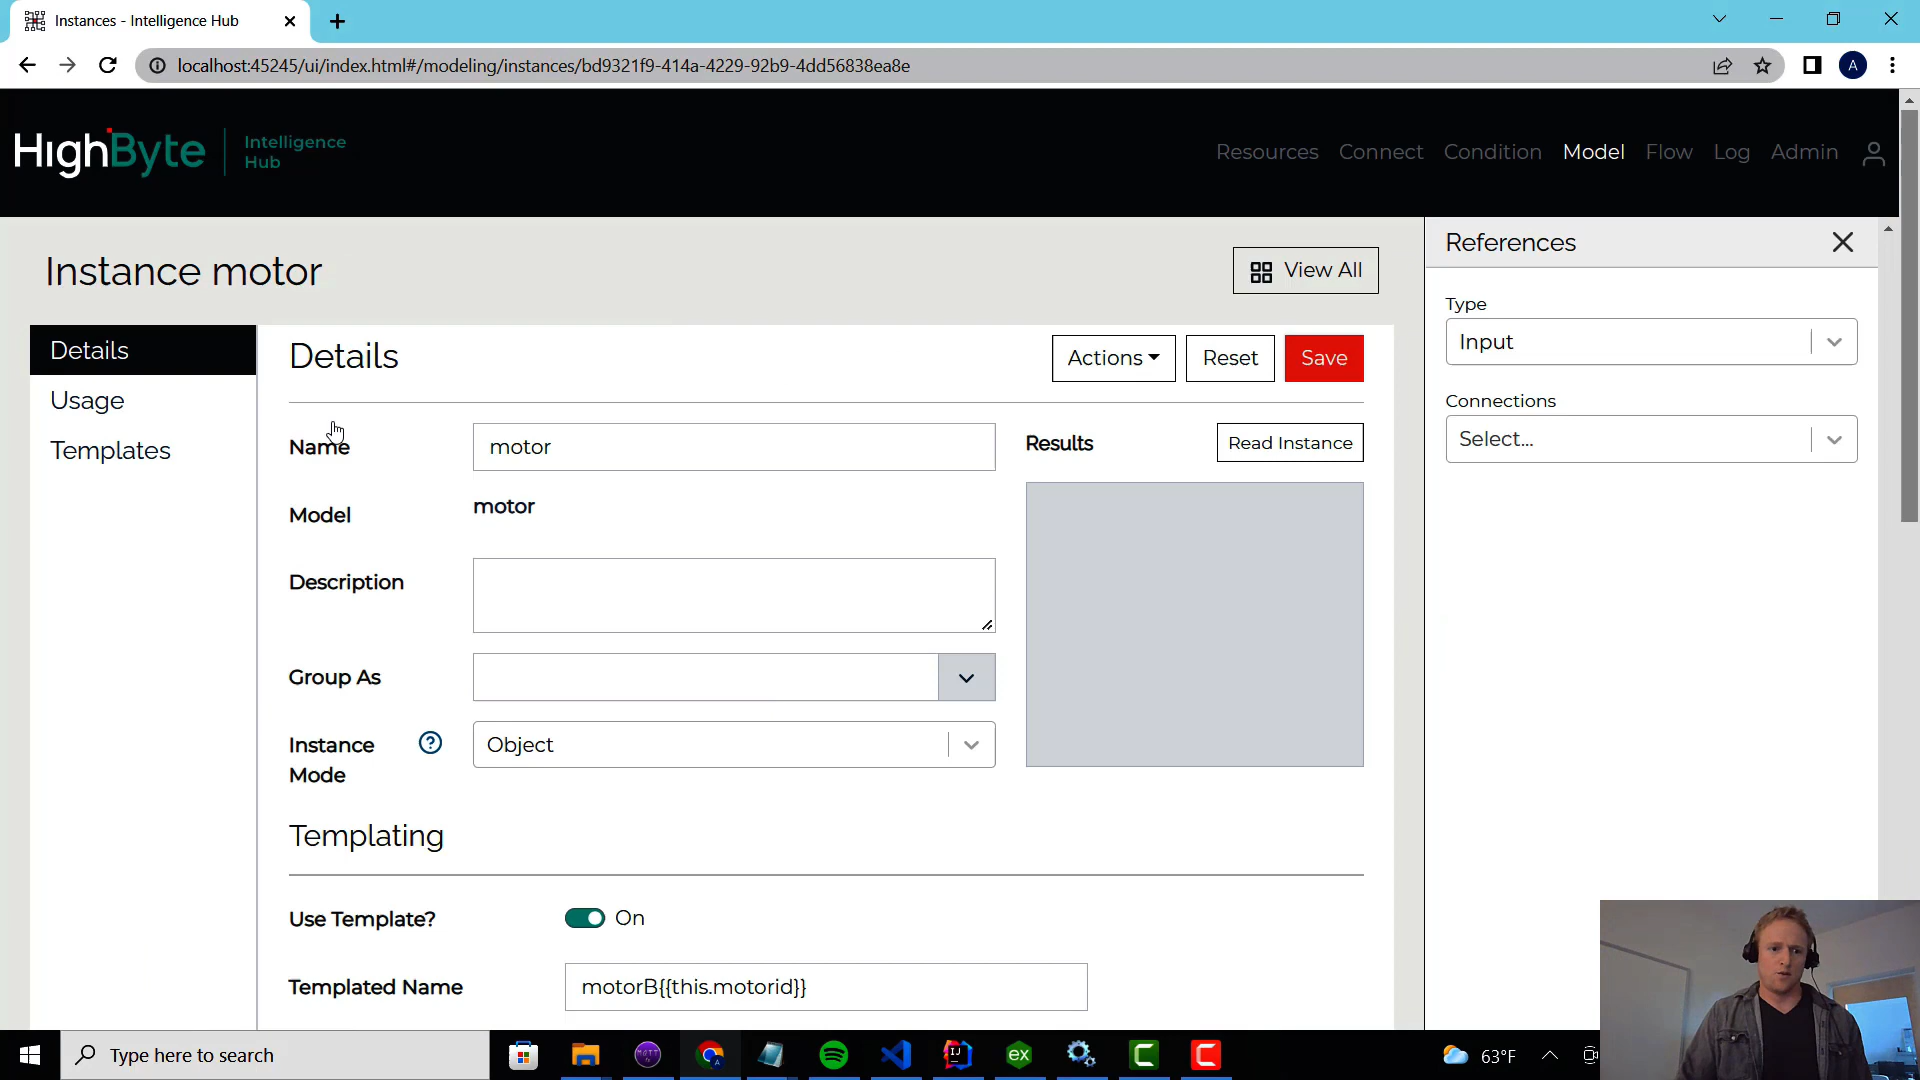 Instances - Intelligence Hub
localhost:45245/ui/index.html#/modeling/instances/bd9321f9-414a-4229-92b9-4dd56838ea8e
A
HighByte
Intelligence
Hub
Resources Connect Condition Model Flow Log Admin
Instance motor
View All
References
Type
Input
Connections
Select...
Details
Usage
Templates
Details
Actions Reset Save
Name
motor
Results
Read Instance
Model
motor
Description
Group As
Instance
Mode
?
Object
Templating
Use Template?
On
Templated Name
motorB{{this.motorid}}
Type here to search
MQTT
A
IJ
ex
C
C
63°F